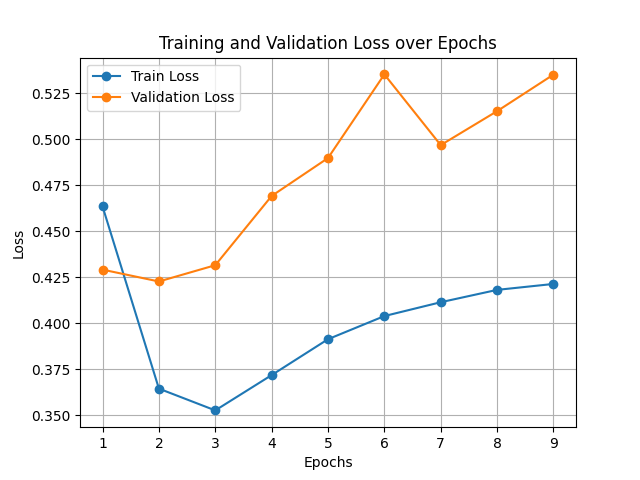 Training and Validation Loss over Epochs
Train Loss
Validation Loss
0.525
0.500
0.475
0.450
0.425
0.400
0.375
0.350
Loss
1 2 3 4 5 6 7 8 9
Epochs